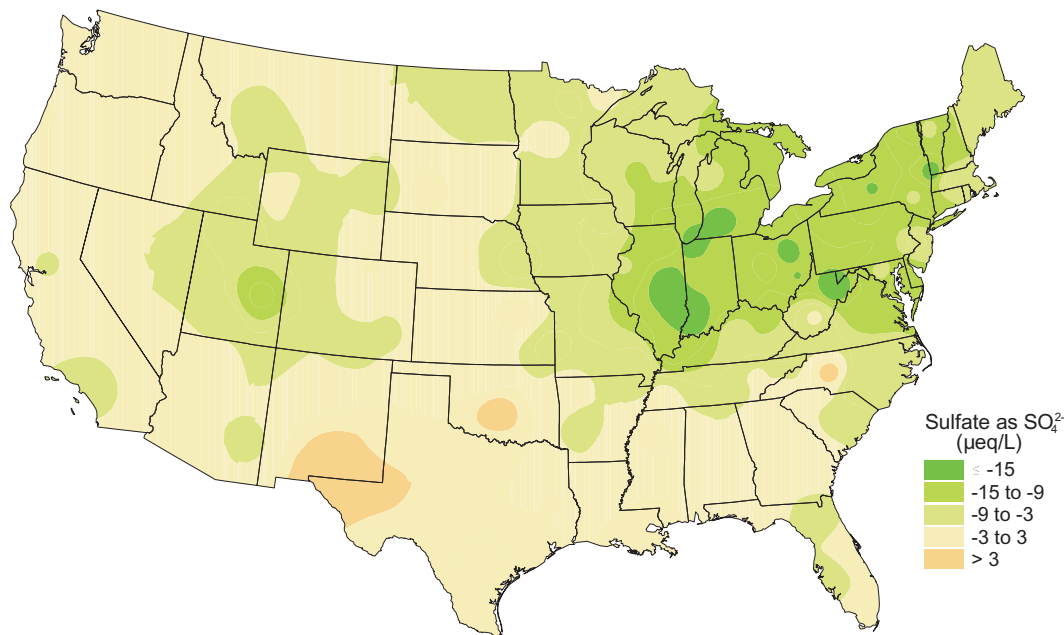 Sulfate as SO₄²⁻
(μeq/L)
≤ -15
-15 to -9
-9 to -3
-3 to 3
> 3